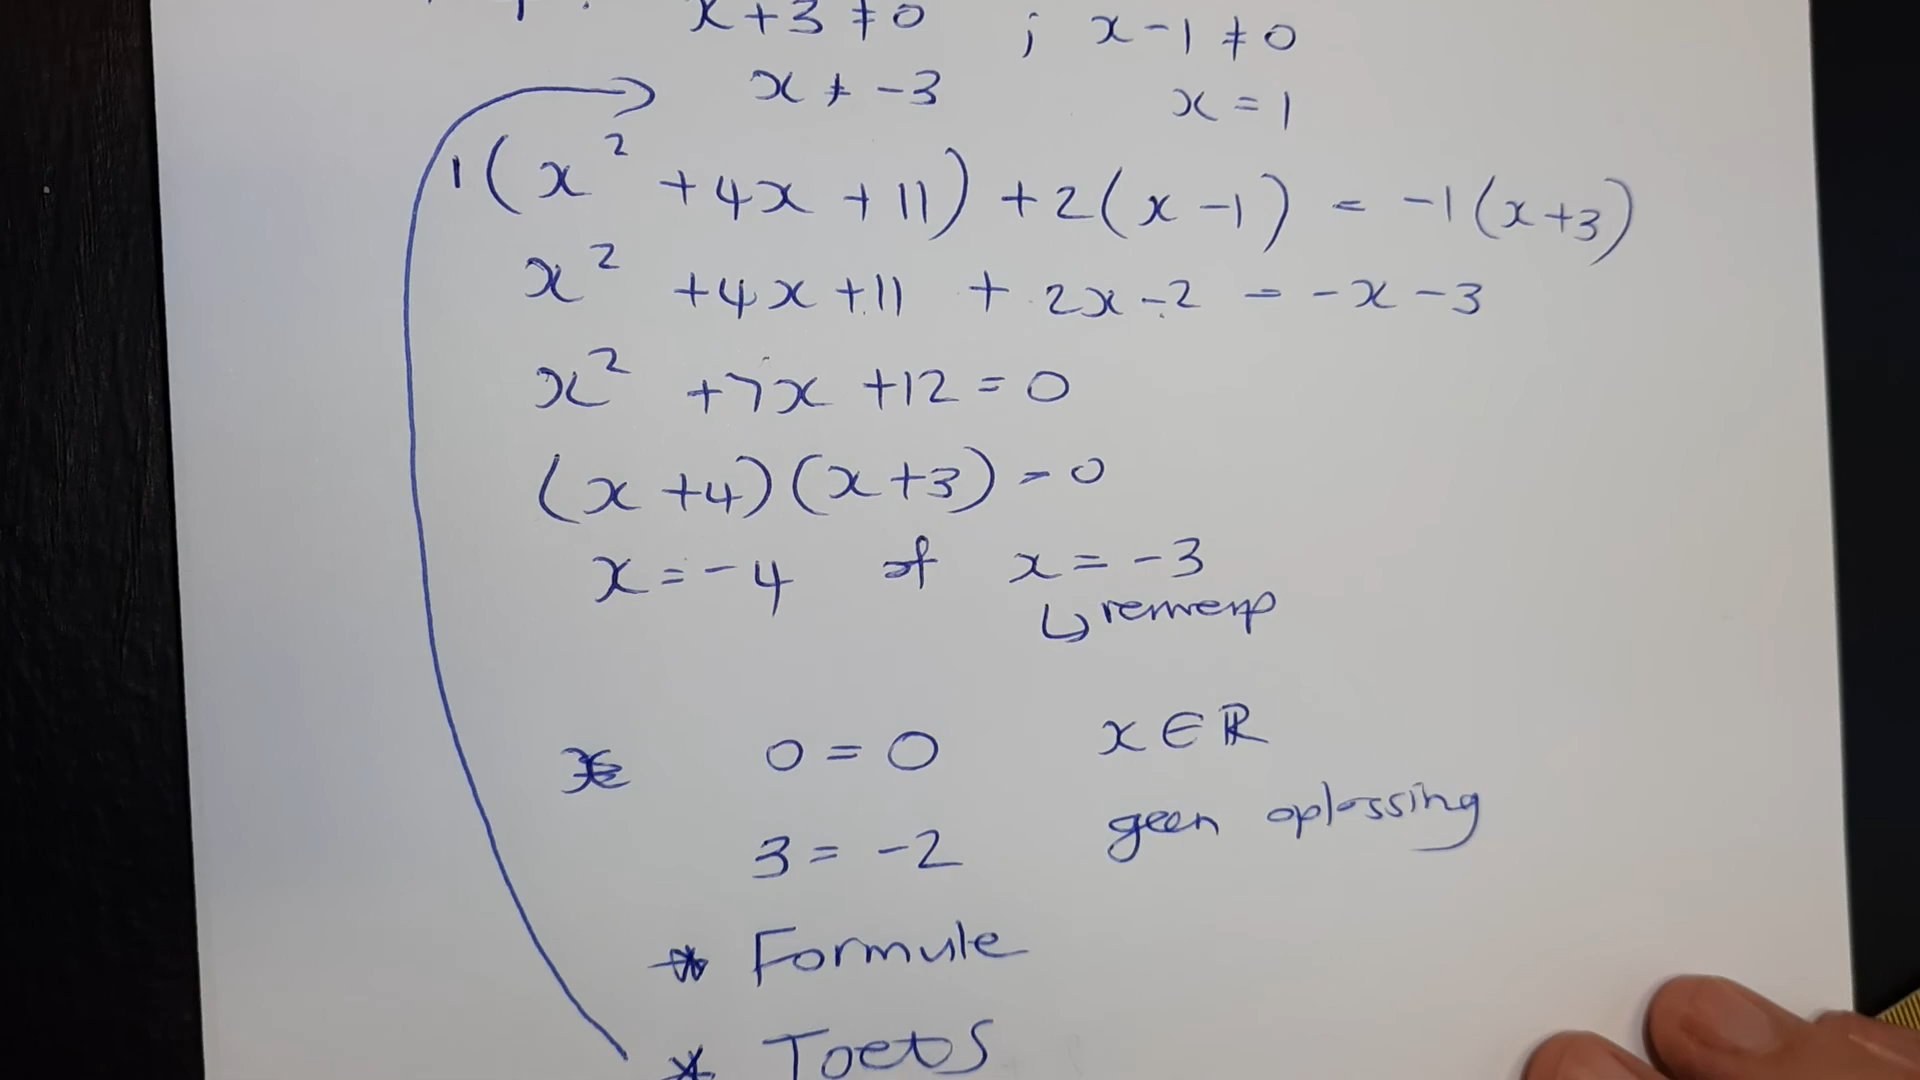 x+3 ≠ 0 ; x-1 ≠ 0
x ≠ -3 x = 1
1(x² +4x +11) +2(x-1) = -1(x+3)
x² +4x +11 + 2x -2 = -x -3
x² +7x +12 = 0
(x+4)(x+3) = 0
x = -4 of x = -3
↳ verwerp
0 = 0 x ∈ ℝ
3 = -2 geen oplossing
* Formule
* Toets